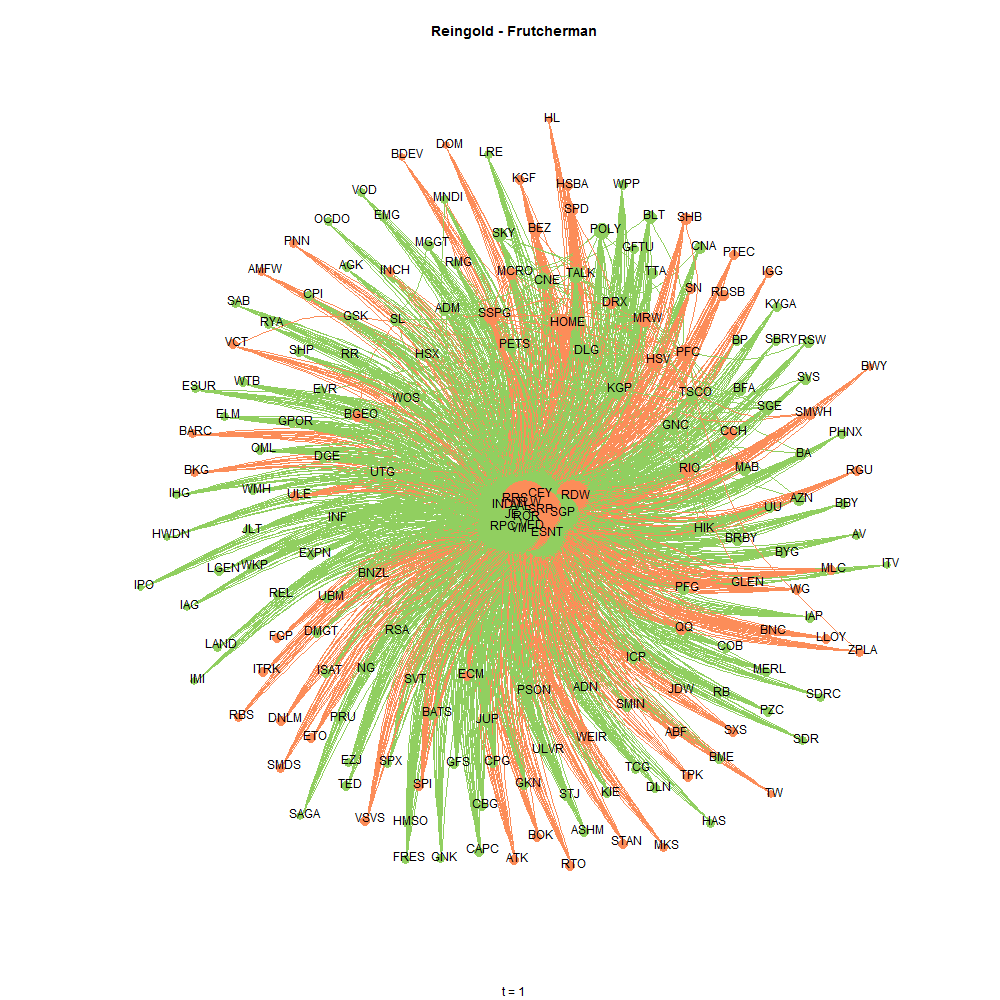 Reingold - Frutcherman
HL
BDEV DOM LRE
KGF HSBA WPP
VOD MNDI
OCDO EMG SPD BLT SHB
PNN MGGT SKY BEZ POLY GFTU CNA PTEC
AMFW AGK INCH RMG MCRO CNE TALK TTA SN RDSB IGG
SAB CPI ADM DRX KYGA
RYA GSK SL SSPG HOME MRW
VCT SHP RR HSX PETS DLG HSV PFC BP SBRY RSW
ESUR WTB EVR WOS KGP TSCO BFA SVS BWY
ELM GPOR BGEO GNC SGE SMWH
BARC OML DGE CCH BA PHNX
BKG UTG RIO MAB RGU
IHG WMH ULE CEY RDW AZN BBY
RRS
INF SRP SGP UU
HWDN JLT RPC ESNT HIK BRBY AV
IPO LGEN WKP EXPN BYG ITV
IAG REL UBM BNZL PFG GLEN WG MLC
LAND FGP DMGT RSA QQ BNC IAP LLOY
IMI ITRK ISAT NG SVT ECM ICP COB MERL ZPLA
RBS DNLM PRU BATS JUP PSON ADN SMIN JDW RB PZC SDRC
SMDS ETO EZJ SPX GFS CPG ULVR WEIR ABF SXS SDR
SAGA TED SPI CBG GKN STJ KIE TCG DLN TPK BME TW
VSVS HMSO BOK ASHM STAN HAS
FRES GNK CAPC ATK RTO MKS
t = 1